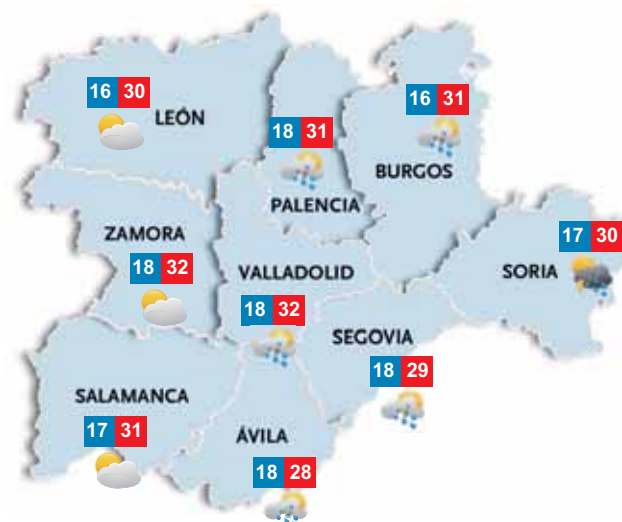 16 30
LEÓN
16 31
18 31
BURGOS
PALENCIA
ZAMORA
17 30
18 32
VALLADOLID
SORIA
18 32
SEGOVIA
18 29
SALAMANCA
17 31
ÁVILA
18 28